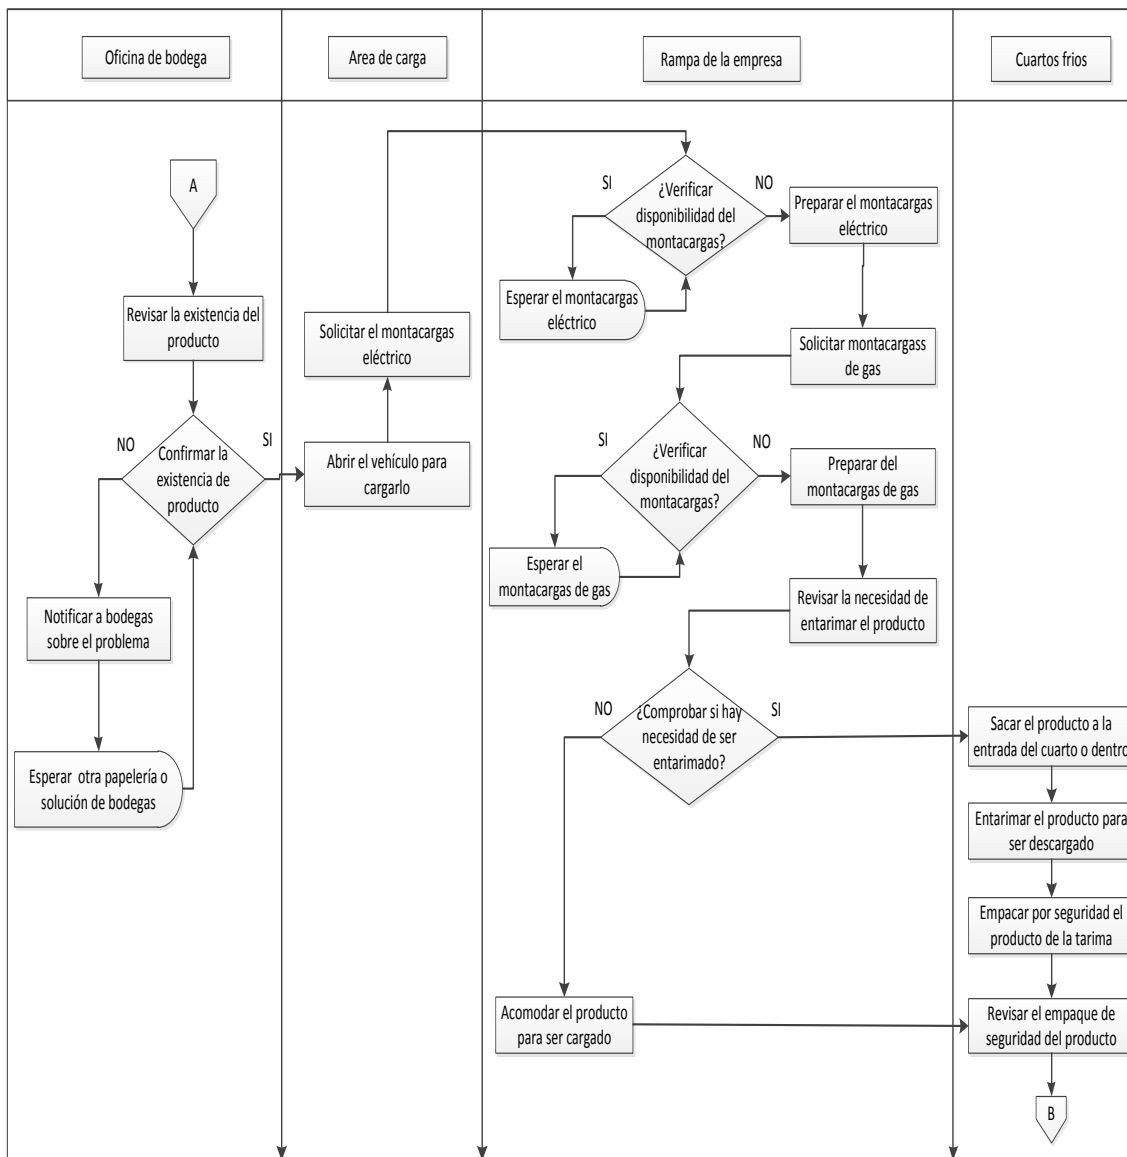 Oficina de bodega
Area de carga
Rampa de la empresa
Cuartos frios
A
Revisar la existencia del
producto
NO
SI
Confirmar la
existencia de
producto
Notificar a bodegas
sobre el problema
Esperar otra papelería o
solución de bodegas
Abrir el vehículo para
cargarlo
Solicitar el montacargas
eléctrico
SI
NO
¿Verificar
disponibilidad del
montacargas?
Esperar el montacargas
eléctrico
Preparar el montacargas
eléctrico
Solicitar montacargass
de gas
SI
NO
¿Verificar
disponibilidad del
montacargas?
Esperar el
montacargas de gas
Preparar del
montacargas de gas
Revisar la necesidad de
entarimar el producto
NO
SI
¿Comprobar si hay
necesidad de ser
entarimado?
Acomodar el producto
para ser cargado
Sacar el producto a la
entrada del cuarto o dentro
Entarimar el producto para
ser descargado
Empacar por seguridad el
producto de la tarima
Revisar el empaque de
seguridad del producto
B